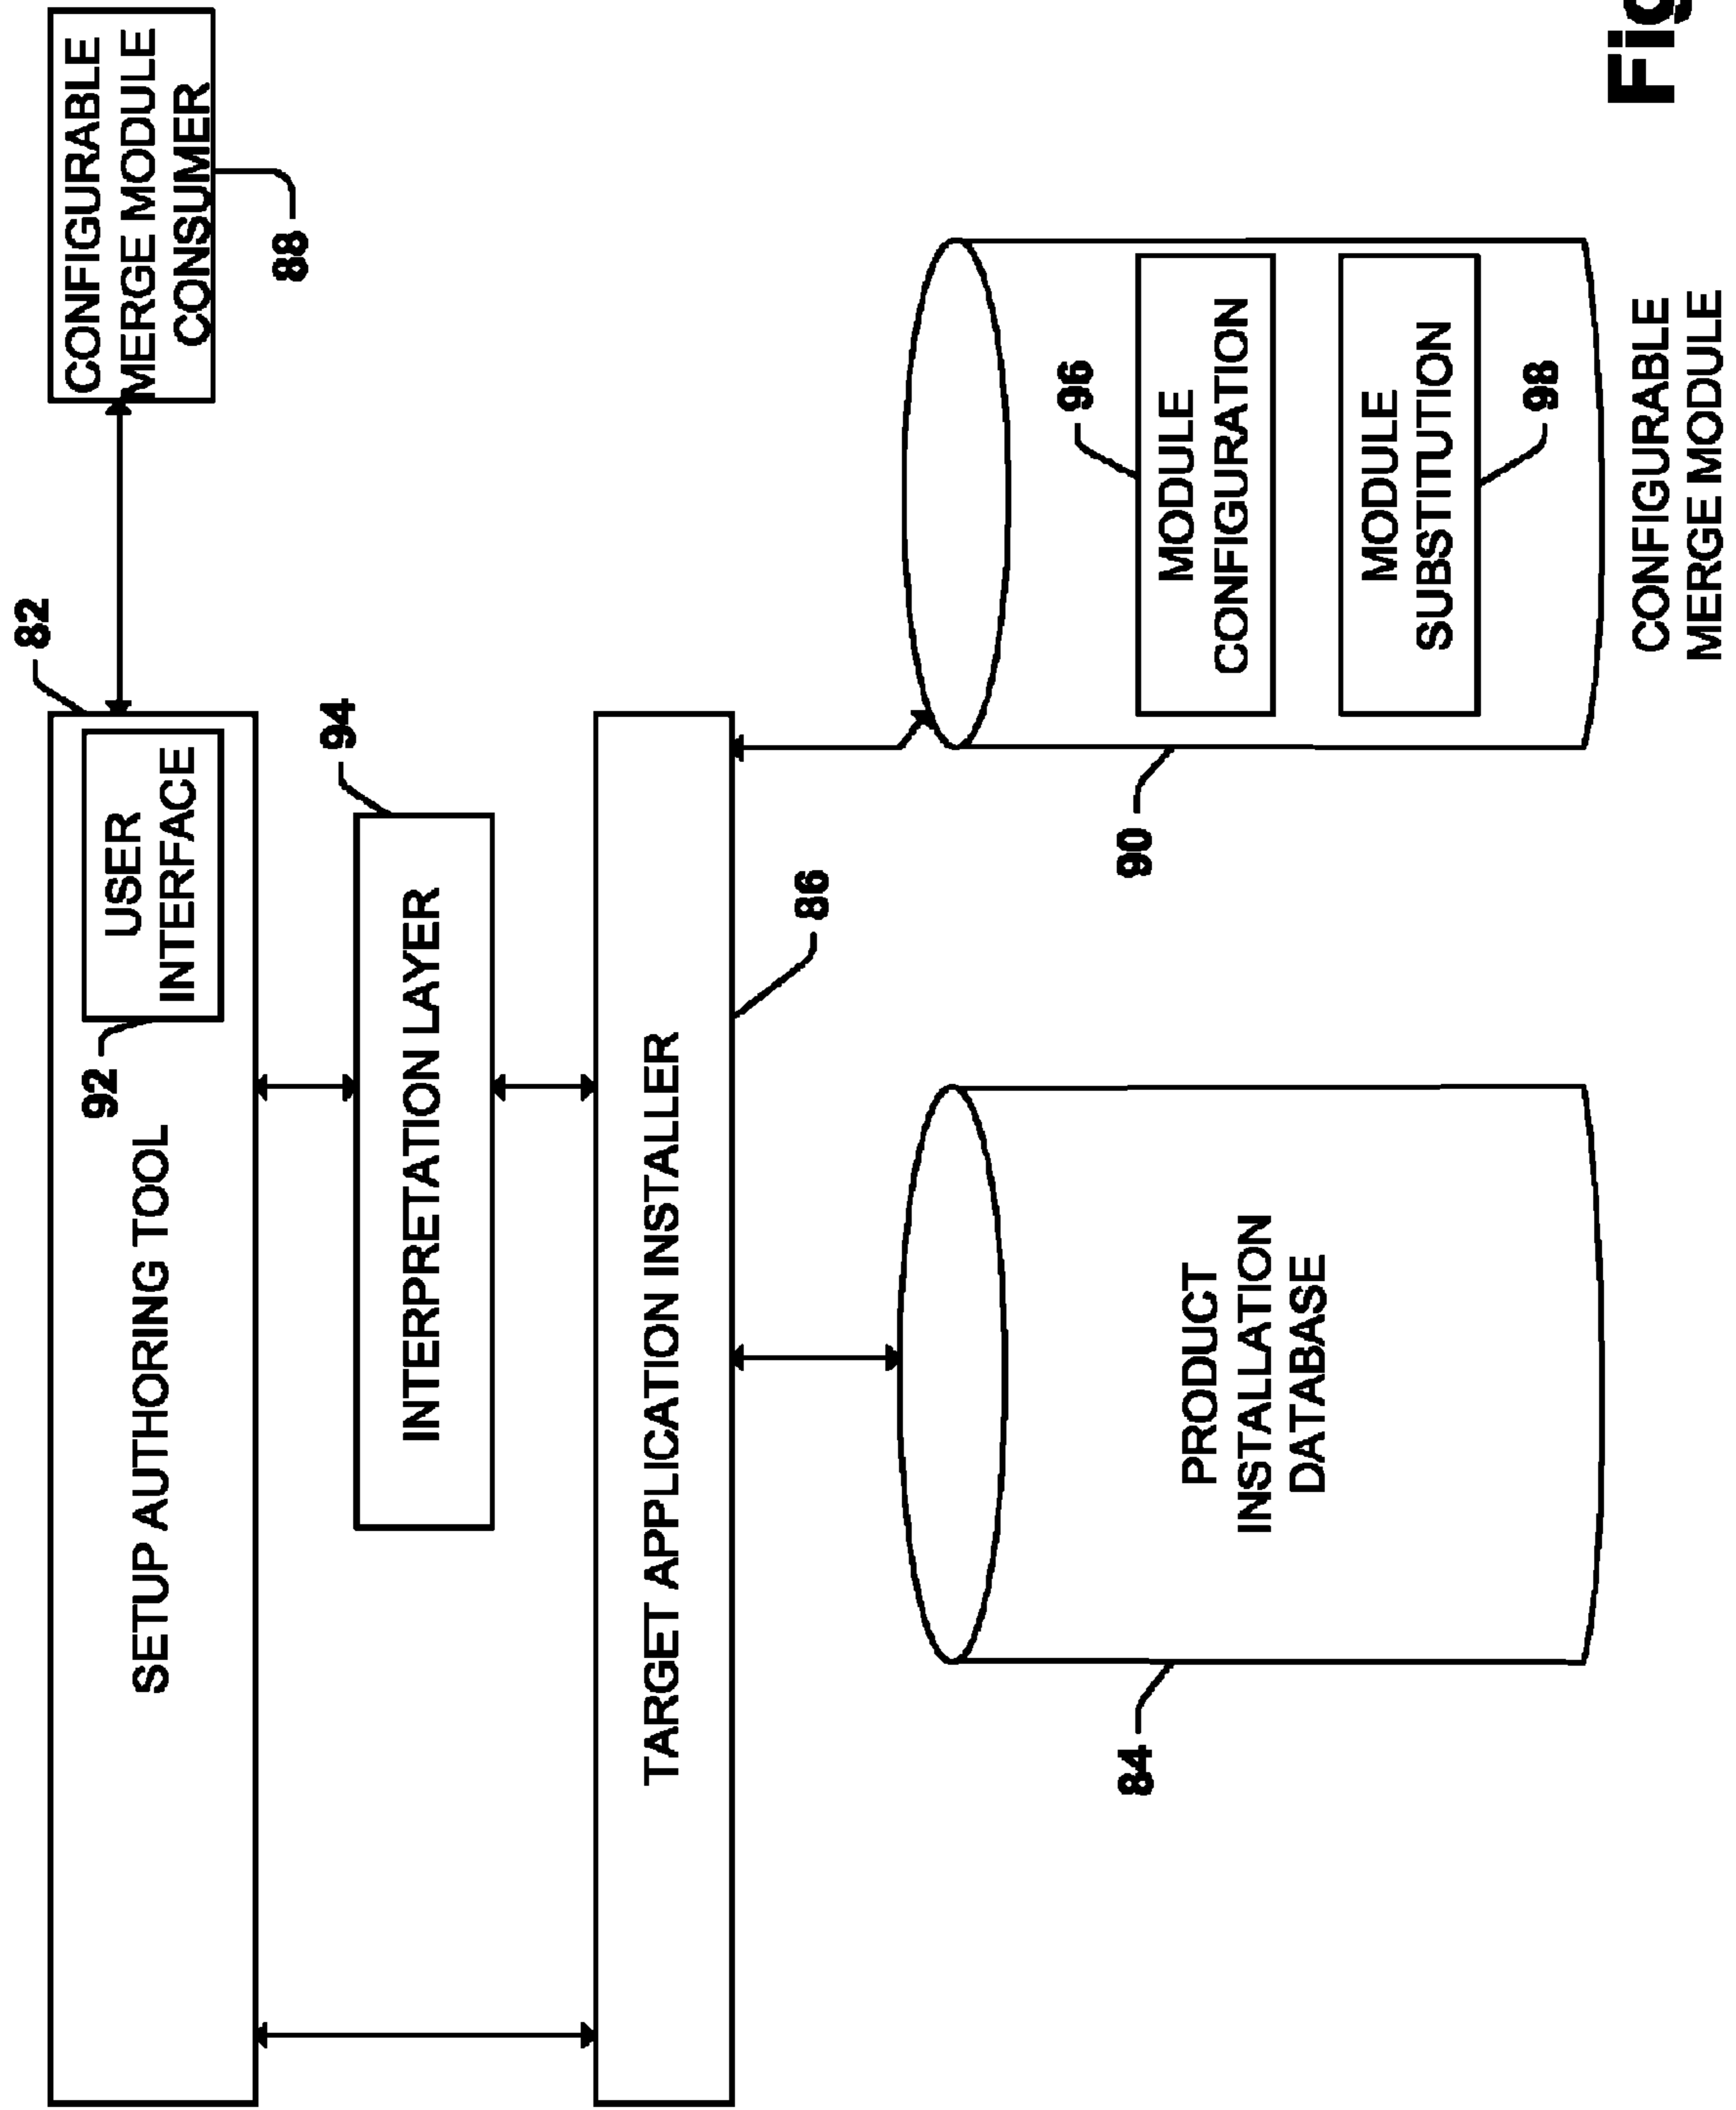 82
SETUP AUTHORING TOOL
92
USER
INTERFACE
CONFIGURABLE
MERGE MODULE
CONSUMER
88
94
INTERPRETATION LAYER
TARGET APPLICATION INSTALLER
86
84
PRODUCT
INSTALLATION
DATABASE
90
96
MODULE
CONFIGURATION
MODULE
SUBSTITUTION
98
CONFIGURABLE
MERGE MODULE
Fig